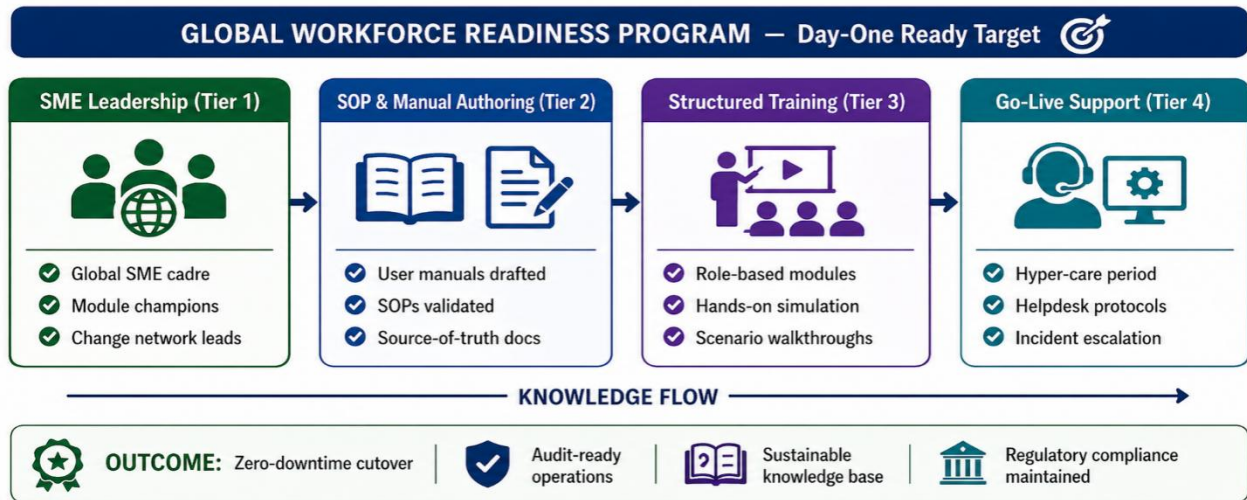 GLOBAL WORKFORCE READINESS PROGRAM — Day-One Ready Target
SME Leadership (Tier 1)
Global SME cadre
Module champions
Change network leads
SOP & Manual Authoring (Tier 2)
User manuals drafted
SOPs validated
Source-of-truth docs
Structured Training (Tier 3)
Role-based modules
Hands-on simulation
Scenario walkthroughs
Go-Live Support (Tier 4)
Hyper-care period
Helpdesk protocols
Incident escalation
KNOWLEDGE FLOW
OUTCOME: Zero-downtime cutover
Audit-ready
operations
Sustainable
knowledge base
Regulatory compliance
maintained